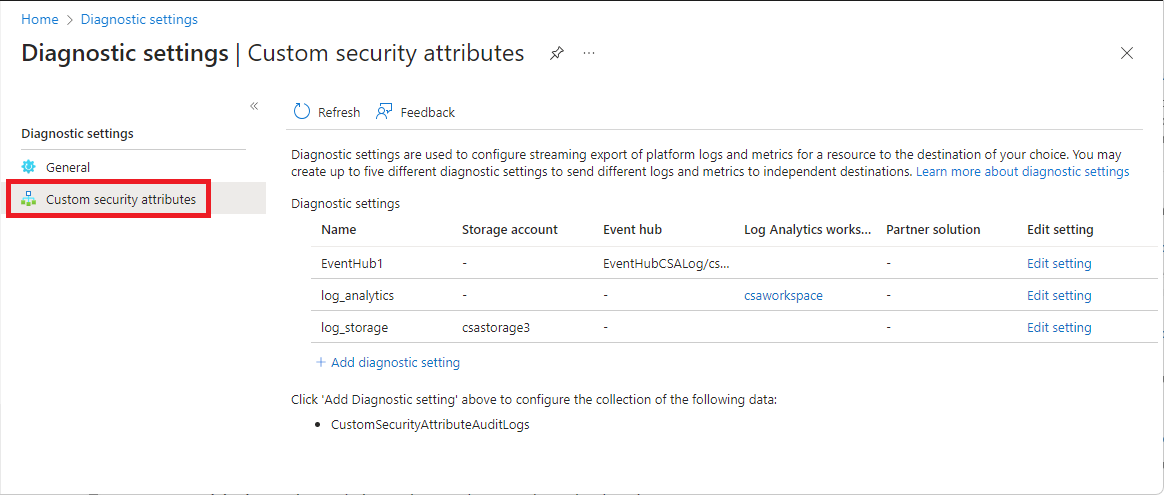 Home > Diagnostic settings
Diagnostic settings | Custom security attributes ...
«
Refresh Feedback
Diagnostic settings
General
Custom security attributes
Diagnostic settings are used to configure streaming export of platform logs and metrics for a resource to the destination of your choice. You may
create up to five different diagnostic settings to send different logs and metrics to independent destinations. Learn more about diagnostic settings
Diagnostic settings
Name Storage account Event hub Log Analytics works... Partner solution Edit setting
EventHub1 - EventHubCSALog/cs... - Edit setting
log_analytics - - csaworkspace - Edit setting
log_storage csastorage3 - - Edit setting
+ Add diagnostic setting
Click 'Add Diagnostic setting' above to configure the collection of the following data:
• CustomSecurityAttributeAuditLogs